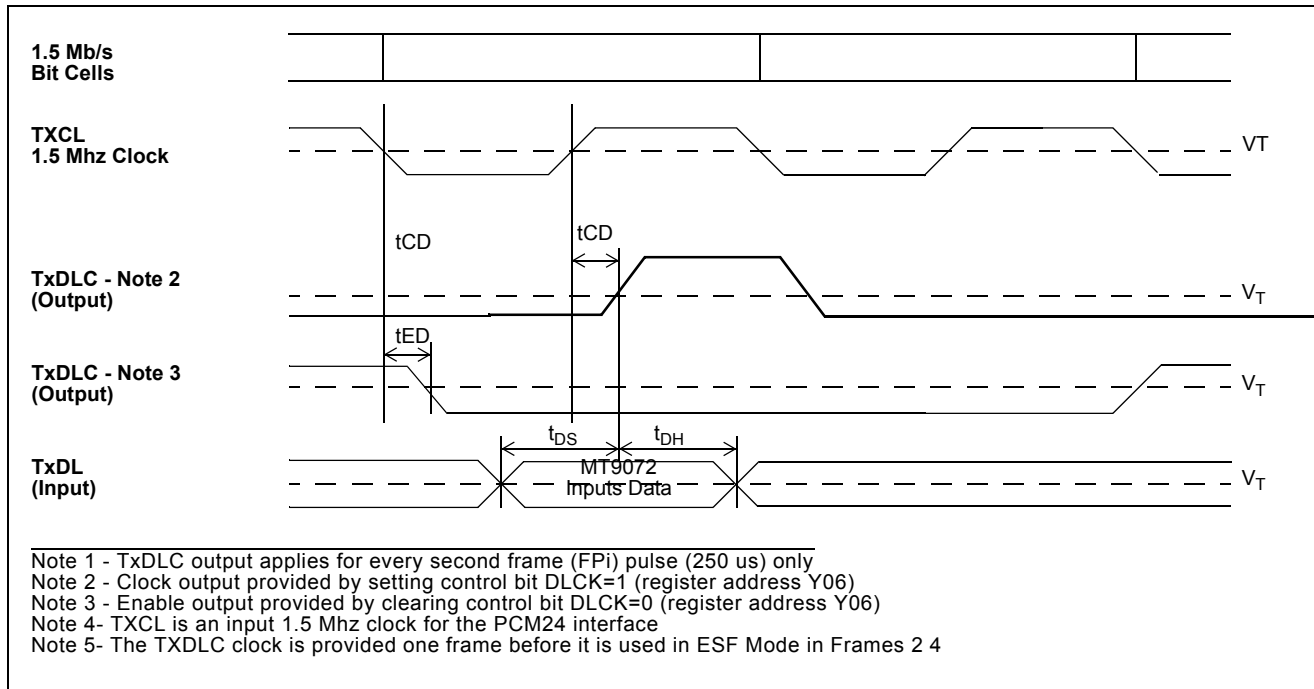 1.5 Mb/s
Bit Cells
TXCL
1.5 Mhz Clock
VT
tCD
tCD
TxDLC - Note 2
(Output)
VT
tED
TxDLC - Note 3
(Output)
VT
tDS
tDH
TxDL
(Input)
MT9072
Inputs Data
VT
Note 1 - TxDLC output applies for every second frame (FPi) pulse (250 us) only
Note 2 - Clock output provided by setting control bit DLCK=1 (register address Y06)
Note 3 - Enable output provided by clearing control bit DLCK=0 (register address Y06)
Note 4- TXCL is an input 1.5 Mhz clock for the PCM24 interface
Note 5- The TXDLC clock is provided one frame before it is used in ESF Mode in Frames 2 4